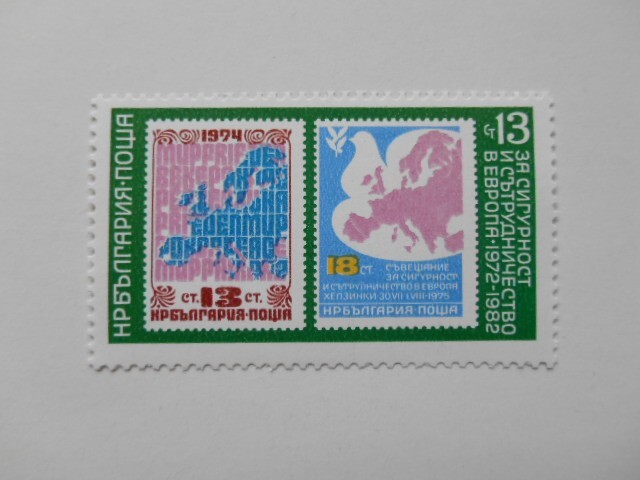 НРБЪЛГАРИЯ·ПОЩА
1974
СТ. 13 СТ.
НРБЪЛГАРИЯ·ПОЩА
18 СТ.
СЪВЕЩАНИЕ
ЗА СИГУРНОСТ
И СЪТРУДНИЧЕСТВО В ЕВРОПА
ХЕЛЗИНКИ 30.VII-1.VIII-1975
НРБЪЛГАРИЯ·ПОЩА
СТ 13
ЗА СИГУРНОСТ
И СЪТРУДНИЧЕСТВО
В ЕВРОПА·1972-1982